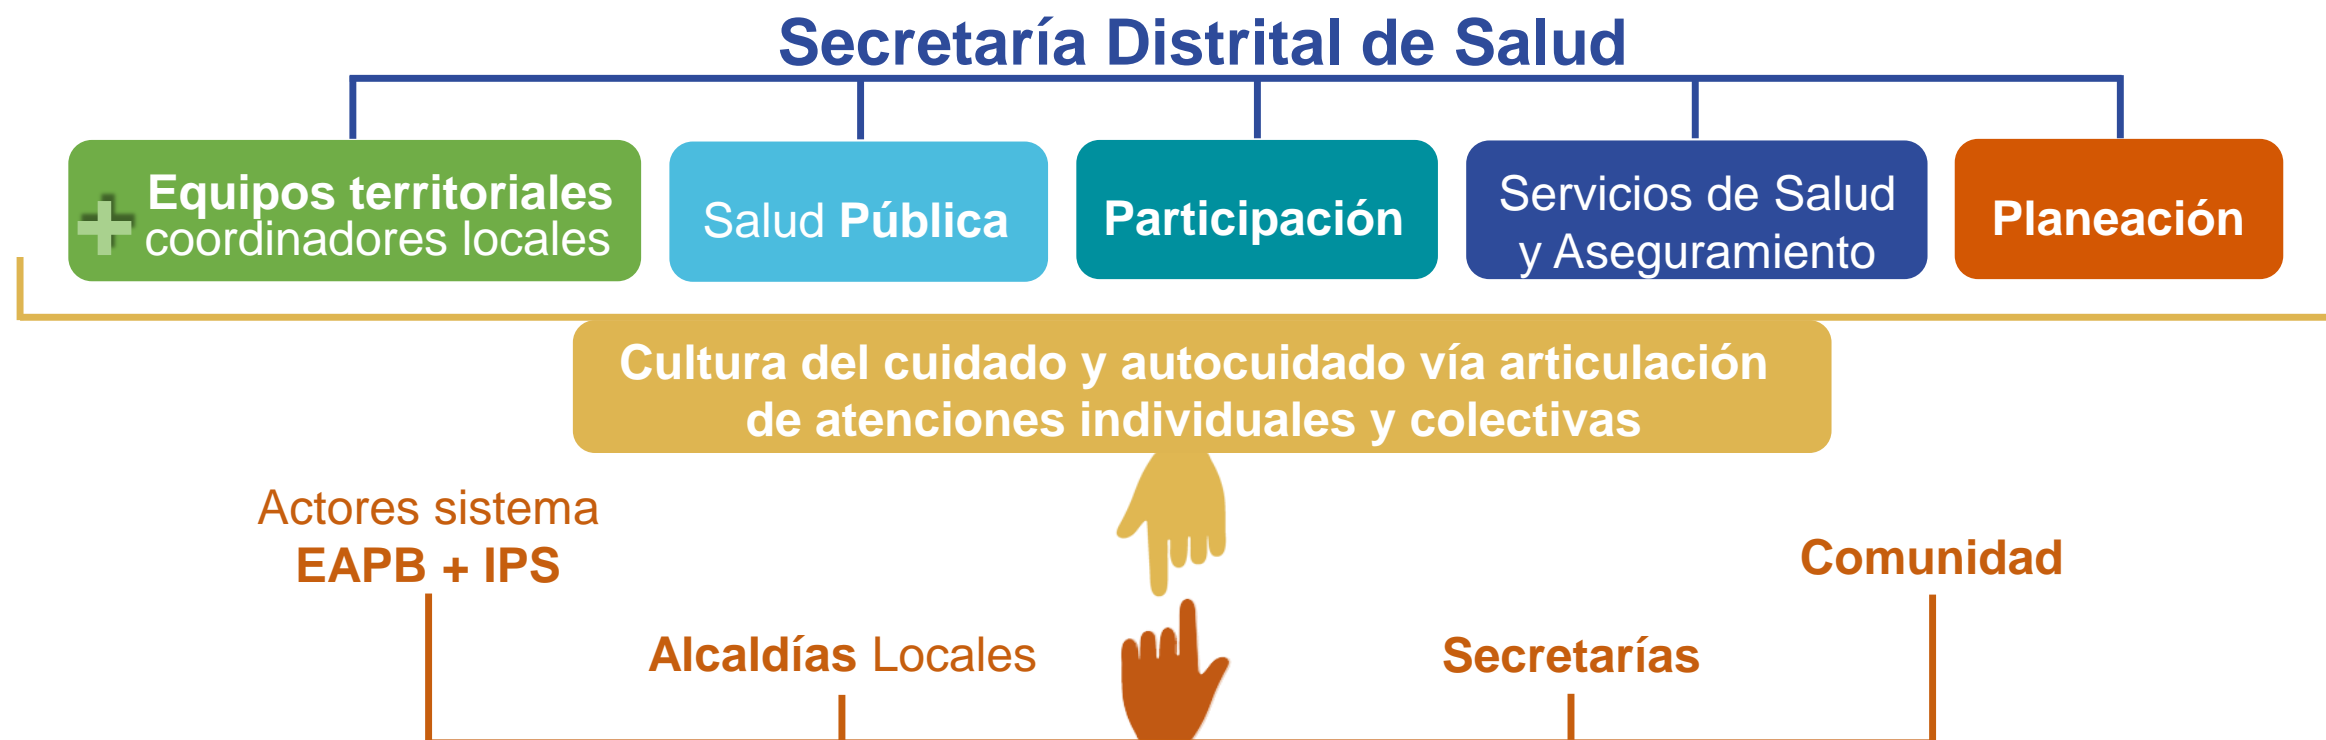 Secretaría Distrital de Salud
Equipos territoriales
coordinadores locales
Salud Pública
Participación
Servicios de Salud
y Aseguramiento
Planeación
Cultura del cuidado y autocuidado vía articulación
de atenciones individuales y colectivas
Actores sistema
EAPB + IPS
Alcaldías Locales
Secretarías
Comunidad